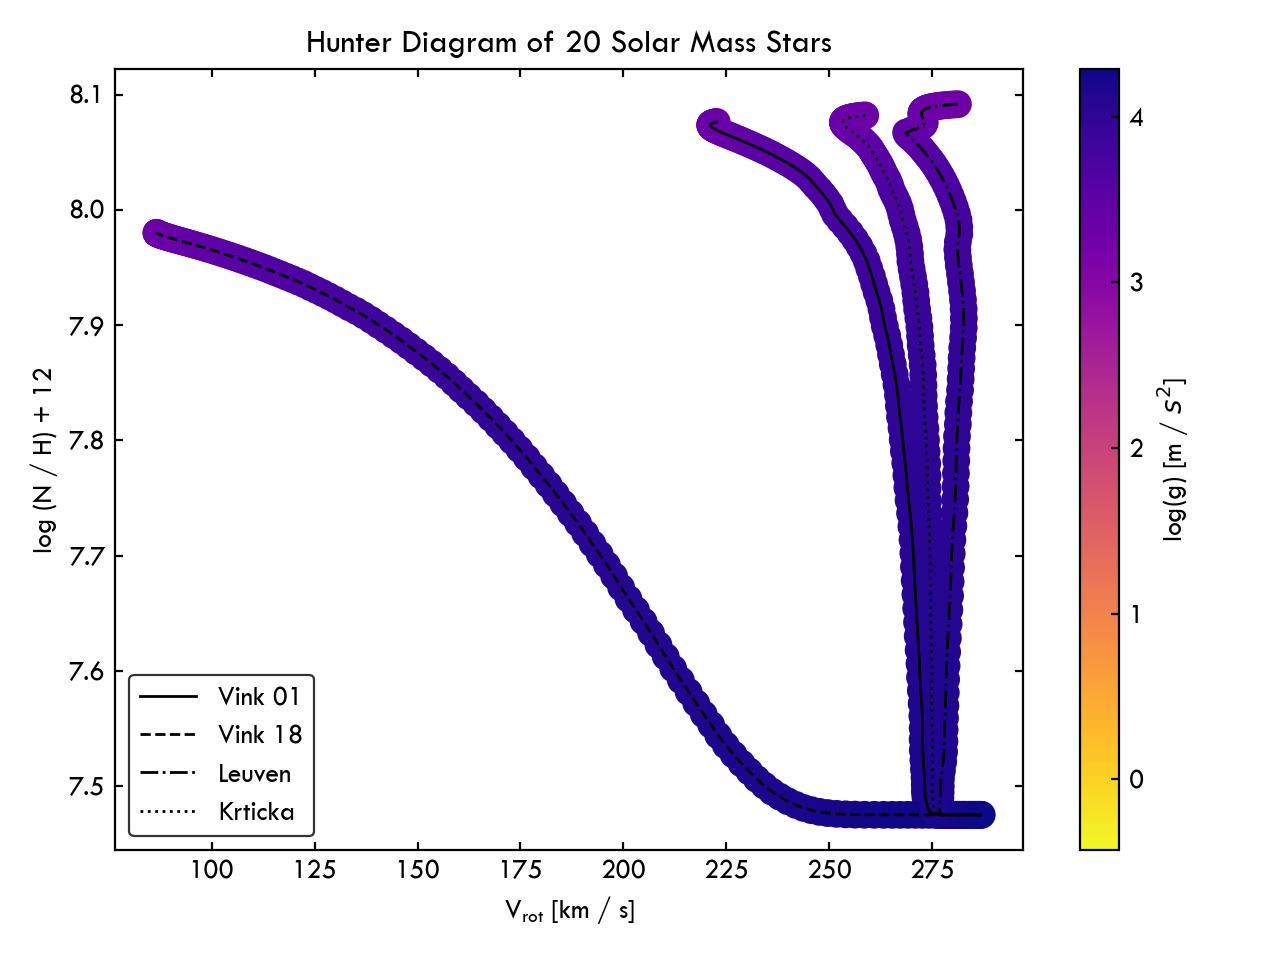 Hunter Diagram of 20 Solar Mass Stars
8.1
8.0
7.9
7.8
7.7
7.6
7.5
log (N / H) + 12
Vink 01
Vink 18
Leuven
Krticka
100 125 150 175 200 225 250 275
V_rot [km / s]
4
3
2
1
0
log(g) [m / s²]